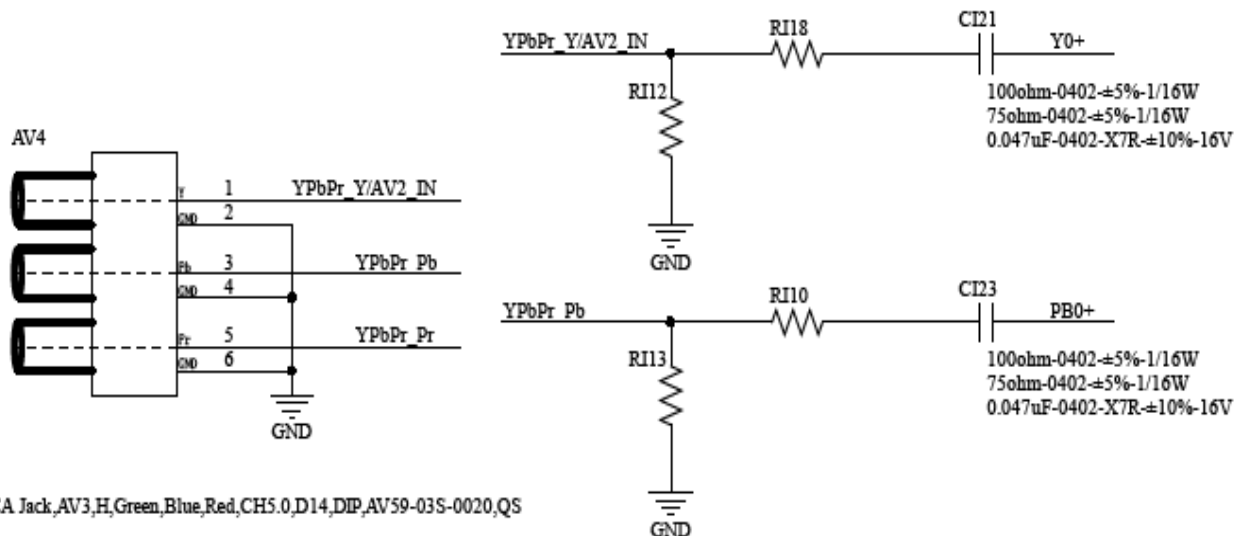 AV4
Y 1 YPbPr_Y/AV2_IN
GND 2
Pb 3 YPbPr_Pb
GND 4
Pr 5 YPbPr_Pr
GND 6
GND
CA Jack,AV3,H,Green,Blue,Red,CH5.0,D14,DIP,AV59-03S-0020,QS
YPbPr_Y/AV2_IN
RI18
CI21
Y0+
RI12
100ohm-0402-±5%-1/16W
75ohm-0402-±5%-1/16W
0.047uF-0402-X7R-±10%-16V
GND
YPbPr_Pb
RI10
CI23
PB0+
RI13
100ohm-0402-±5%-1/16W
75ohm-0402-±5%-1/16W
0.047uF-0402-X7R-±10%-16V
GND